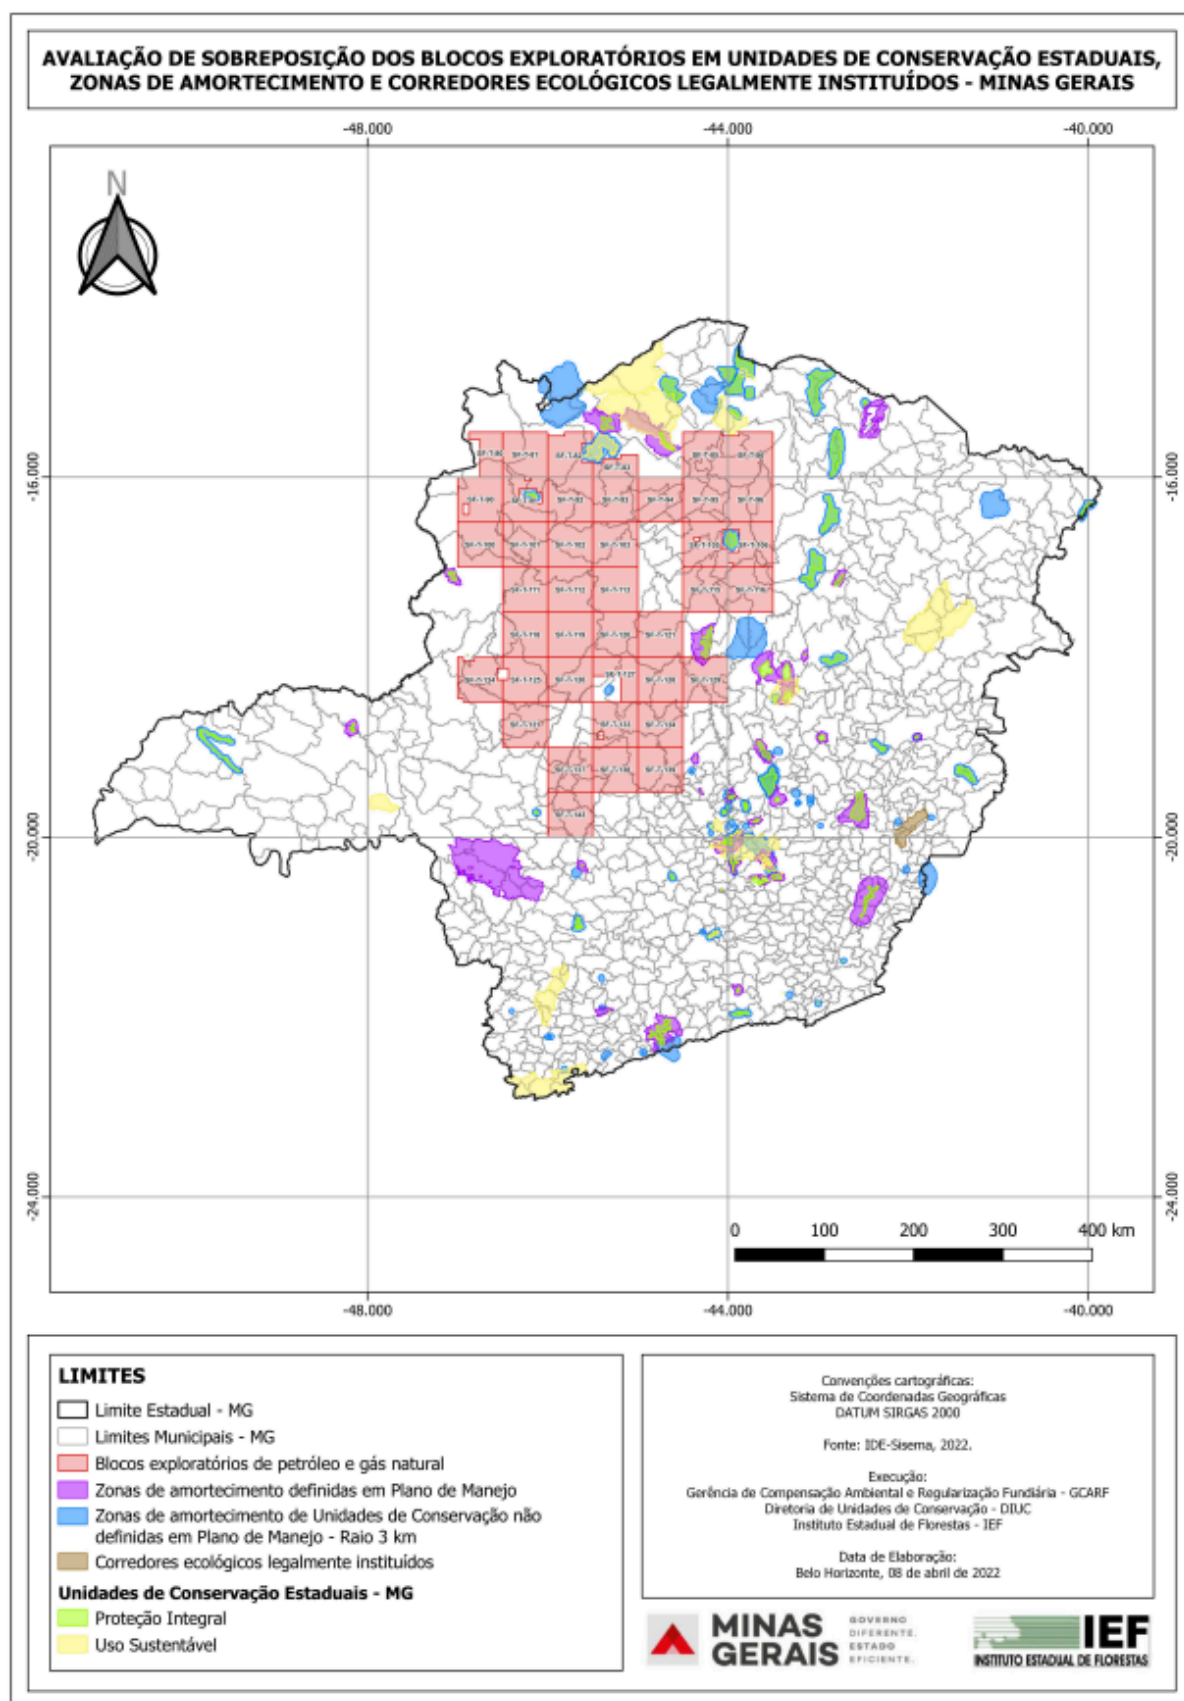 AVALIAÇÃO DE SOBREPOSIÇÃO DOS BLOCOS EXPLORATÓRIOS EM UNIDADES DE CONSERVAÇÃO ESTADUAIS,
ZONAS DE AMORTECIMENTO E CORREDORES ECOLÓGICOS LEGALMENTE INSTITUÍDOS - MINAS GERAIS
-48.000
-44.000
-40.000
N
-16.000
-16.000
-20.000
-20.000
-24.000
-24.000
0
100
200
300
400 km
-48.000
-44.000
-40.000
LIMITES
Limite Estadual - MG
Limites Municipais - MG
Blocos exploratórios de petróleo e gás natural
Zonas de amortecimento definidas em Plano de Manejo
Zonas de amortecimento de Unidades de Conservação não
definidas em Plano de Manejo - Raio 3 km
Corredores ecológicos legalmente instituídos
Unidades de Conservação Estaduais - MG
Proteção Integral
Uso Sustentável
Convenções cartográficas:
Sistema de Coordenadas Geográficas
DATUM SIRGAS 2000
Fonte: IDE-Sisema, 2022.
Execução:
Gerência de Compensação Ambiental e Regularização Fundiária - GCARF
Diretoria de Unidades de Conservação - DIUC
Instituto Estadual de Florestas - IEF
Data de Elaboração:
Belo Horizonte, 08 de abril de 2022
MINAS
GERAIS
GOVERNO
DIFERENTE.
ESTADO
EFICIENTE.
IEF
INSTITUTO ESTADUAL DE FLORESTAS